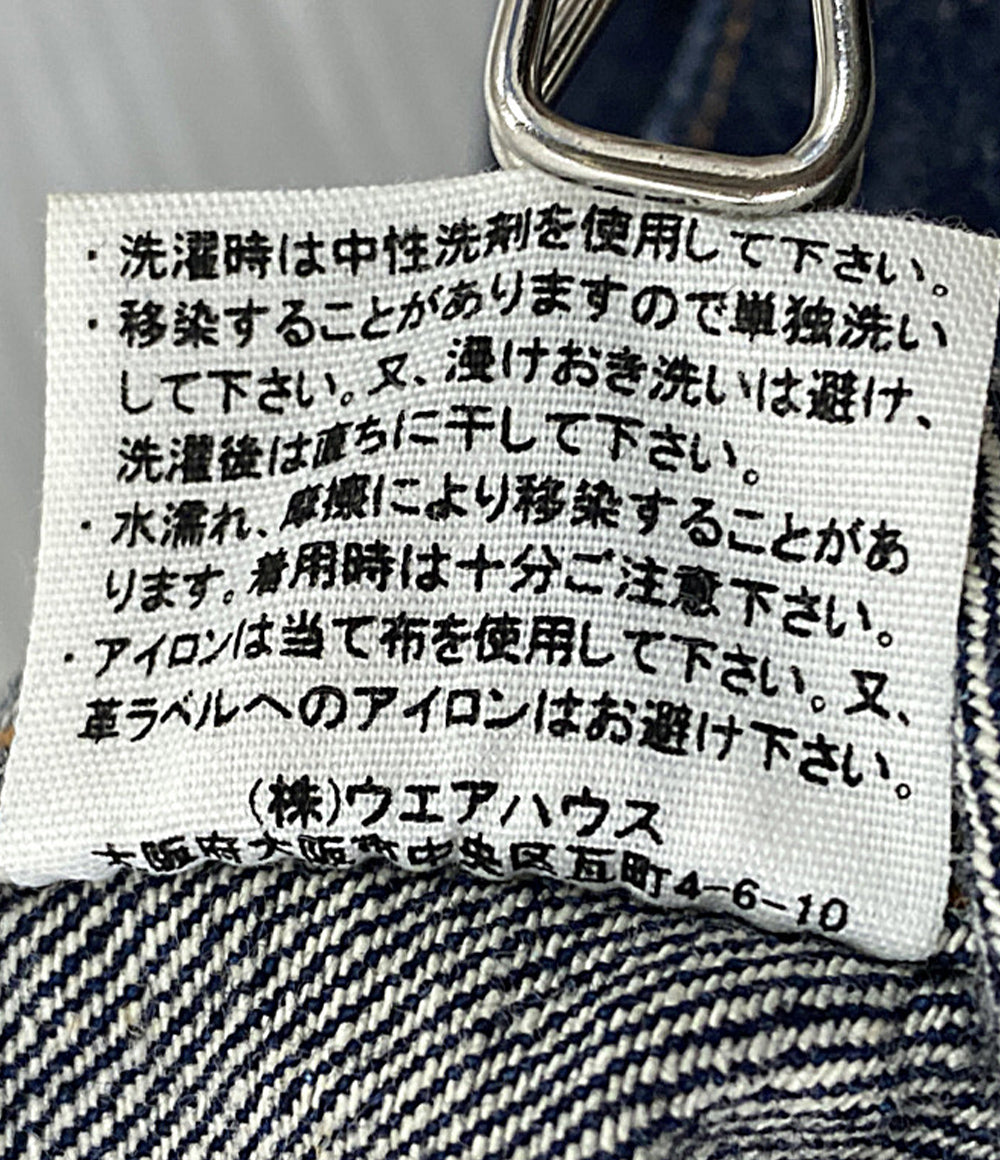 ・洗濯時は中性洗剤を使用して下さい。
・移染することがありますので単独洗い
して下さい。又、浸けおき洗いは避け、
洗濯後は直ちに干して下さい。
・水濡れ、摩擦により移染することがあ
ります。着用時は十分ご注意下さい。
・アイロンは当て布を使用して下さい。又、
革ラベルへのアイロンはお避け下さい。
(株)ウエアハウス
大阪府大阪市中央区瓦町4-6-10